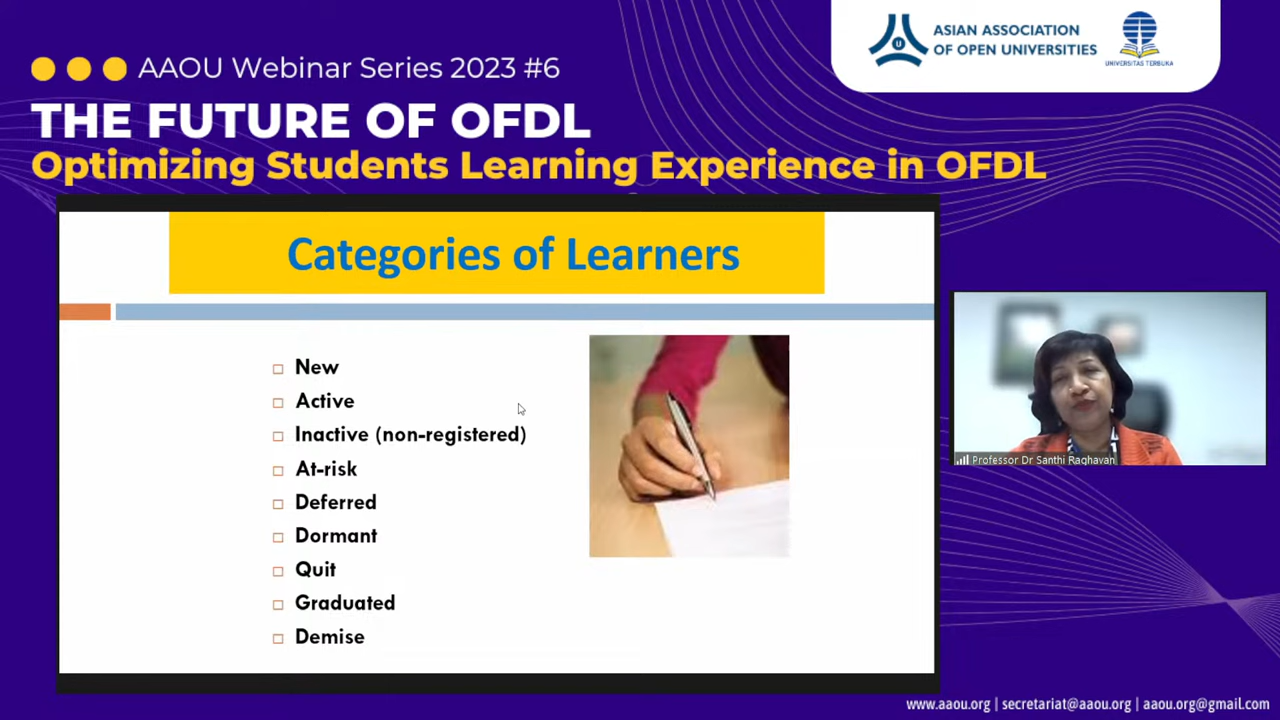 ASIAN ASSOCIATION
OF OPEN UNIVERSITIES
U
UNIVERSITAS TERBUKA
AAOU Webinar Series 2023 #6
THE FUTURE OF OFDL
Optimizing Students Learning Experience in OFDL
Categories of Learners
New
Active
Inactive (non-registered)
At-risk
Deferred
Dormant
Quit
Graduated
Demise
Professor Dr Santhi Raghavan
www.aaou.org | secretariat@aaou.org | aaou.org@gmail.com